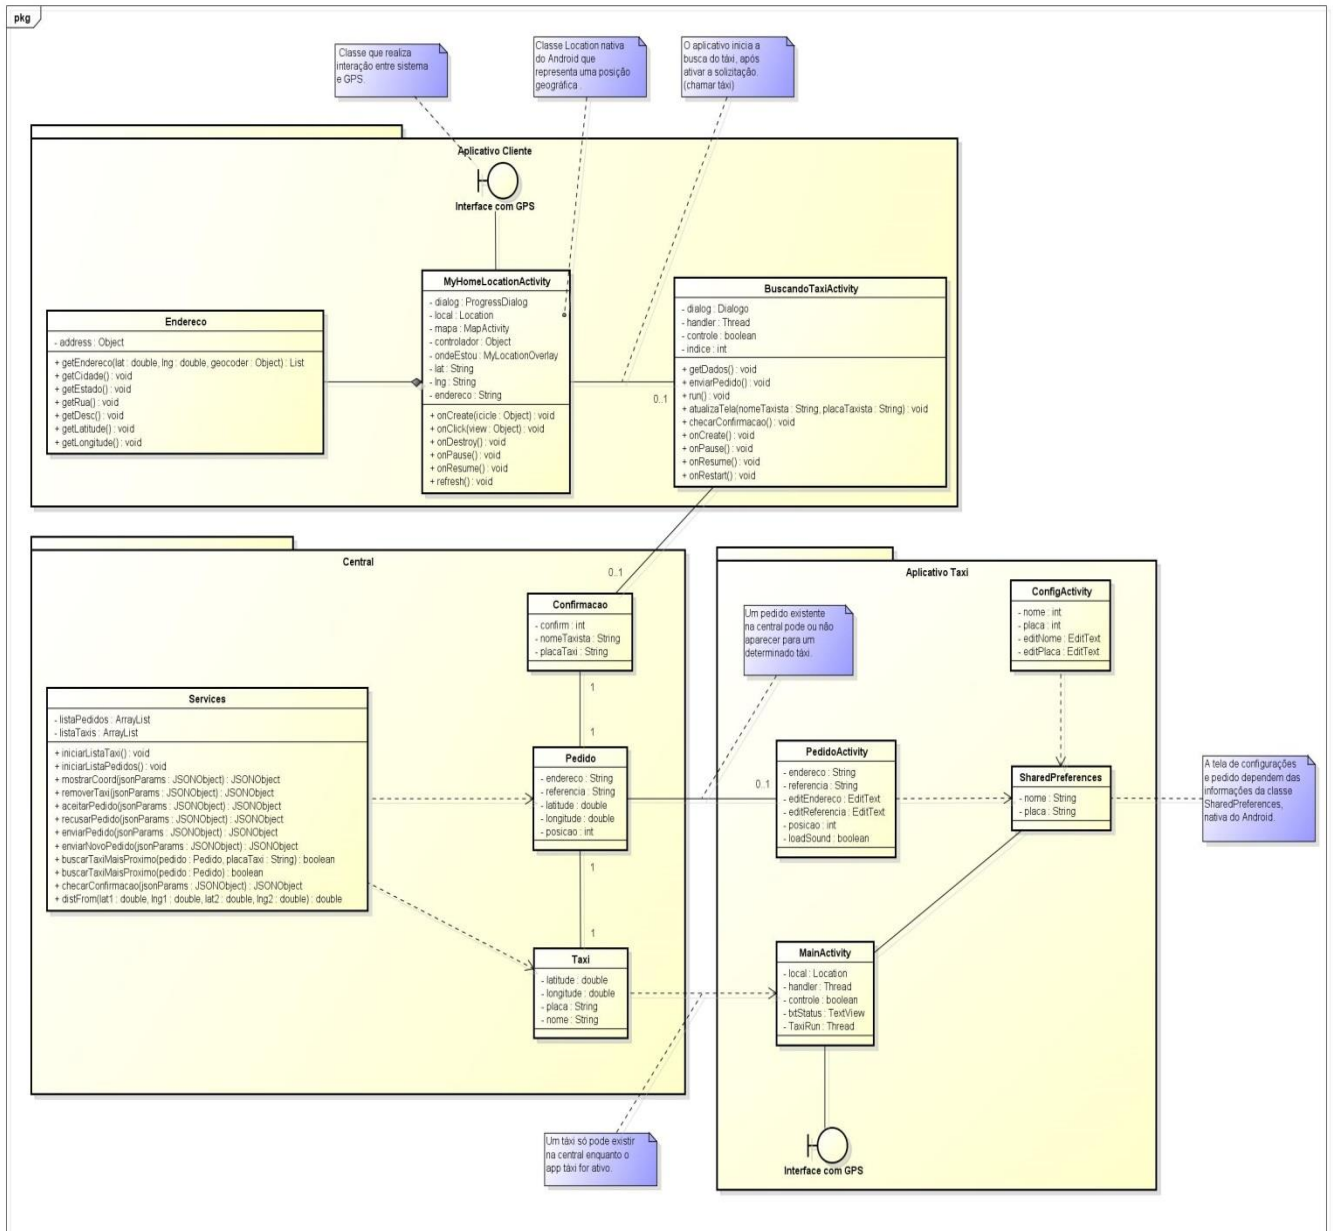 pkg
Classe que realiza
interação entre sistema
e GPS.
Classe Location nativa
do Android que
representa uma posição
geográfica .
O aplicativo inicia a
busca do táxi, após
ativar a solizitação.
(chamar táxi)
Aplicativo Cliente
Interface com GPS
Endereco
- address : Object
+ getEndereco(lat : double, lng : double, geocoder : Object) : List
+ getCidade() : void
+ getEstado() : void
+ getRua() : void
+ getDesc() : void
+ getLatitude() : void
+ getLongitude() : void
MyHomeLocationActivity
- dialog : ProgressDialog
- local : Location
- mapa : MapActivity
- controlador : Object
- ondeEstou : MyLocationOverlay
- lat : String
- lng : String
- endereco : String
+ onCreate(icicle : Object) : void
+ onClick(view : Object) : void
+ onDestroy() : void
+ onPause() : void
+ onResume() : void
+ refresh() : void
0..1
BuscandoTaxiActivity
- dialog : Dialogo
- handler : Thread
- controle : boolean
- indice : int
+ getDados() : void
+ enviarPedido() : void
+ run() : void
+ atualizaTela(nomeTaxista : String, placaTaxista : String) : void
+ checarConfirmacao() : void
+ onCreate() : void
+ onPause() : void
+ onResume() : void
+ onRestart() : void
Central
0..1
Confirmacao
- confirm : int
- nomeTaxista : String
- placaTaxi : String
1
1
Services
- listaPedidos : ArrayList
- listaTaxis : ArrayList
+ iniciarListaTaxi() : void
+ iniciarListaPedidos() : void
+ mostrarCoord(jsonParams : JSONObject) : JSONObject
+ removerTaxi(jsonParams : JSONObject) : JSONObject
+ aceitarPedido(jsonParams : JSONObject) : JSONObject
+ recusarPedido(jsonParams : JSONObject) : JSONObject
+ enviarPedido(jsonParams : JSONObject) : JSONObject
+ enviarNovoPedido(jsonParams : JSONObject) : JSONObject
+ buscarTaxiMaisProximo(pedido : Pedido, placaTaxi : String) : boolean
+ buscarTaxiMaisProximo(pedido : Pedido) : boolean
+ checarConfirmacao(jsonParams : JSONObject) : JSONObject
+ distFrom(lat1 : double, lng1 : double, lat2 : double, lng2 : double) : double
Pedido
- endereco : String
- referencia : String
- latitude : double
- longitude : double
- posicao : int
1
1
Taxi
- latitude : double
- longitude : double
- placa : String
- nome : String
Um táxi só pode existir
na central enquanto o
app táxi for ativo.
Aplicativo Taxi
Um pedido existente
na central pode ou não
aparecer para um
determinado táxi.
ConfigActivity
- nome : int
- placa : int
- editNome : EditText
- editPlaca : EditText
0..1
PedidoActivity
- endereco : String
- referencia : String
- editEndereco : EditText
- editReferencia : EditText
- posicao : int
- loadSound : boolean
SharedPreferences
- nome : String
- placa : String
A tela de configurações
e pedido dependem das
informações da classe
SharedPreferences,
nativa do Android.
MainActivity
- local : Location
- handler : Thread
- controle : boolean
- txtStatus : TextView
- TaxiRun : Thread
Interface com GPS